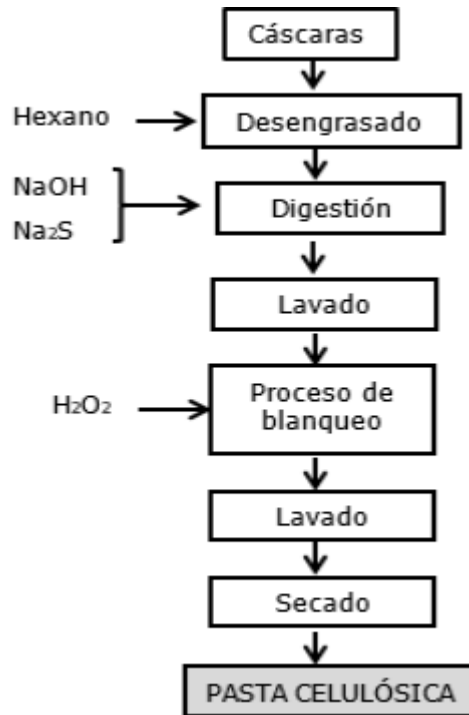 Cáscaras
Hexano
Desengrasado
NaOH
Na₂S
Digestión
Lavado
H₂O₂
Proceso de
blanqueo
Lavado
Secado
PASTA CELULÓSICA